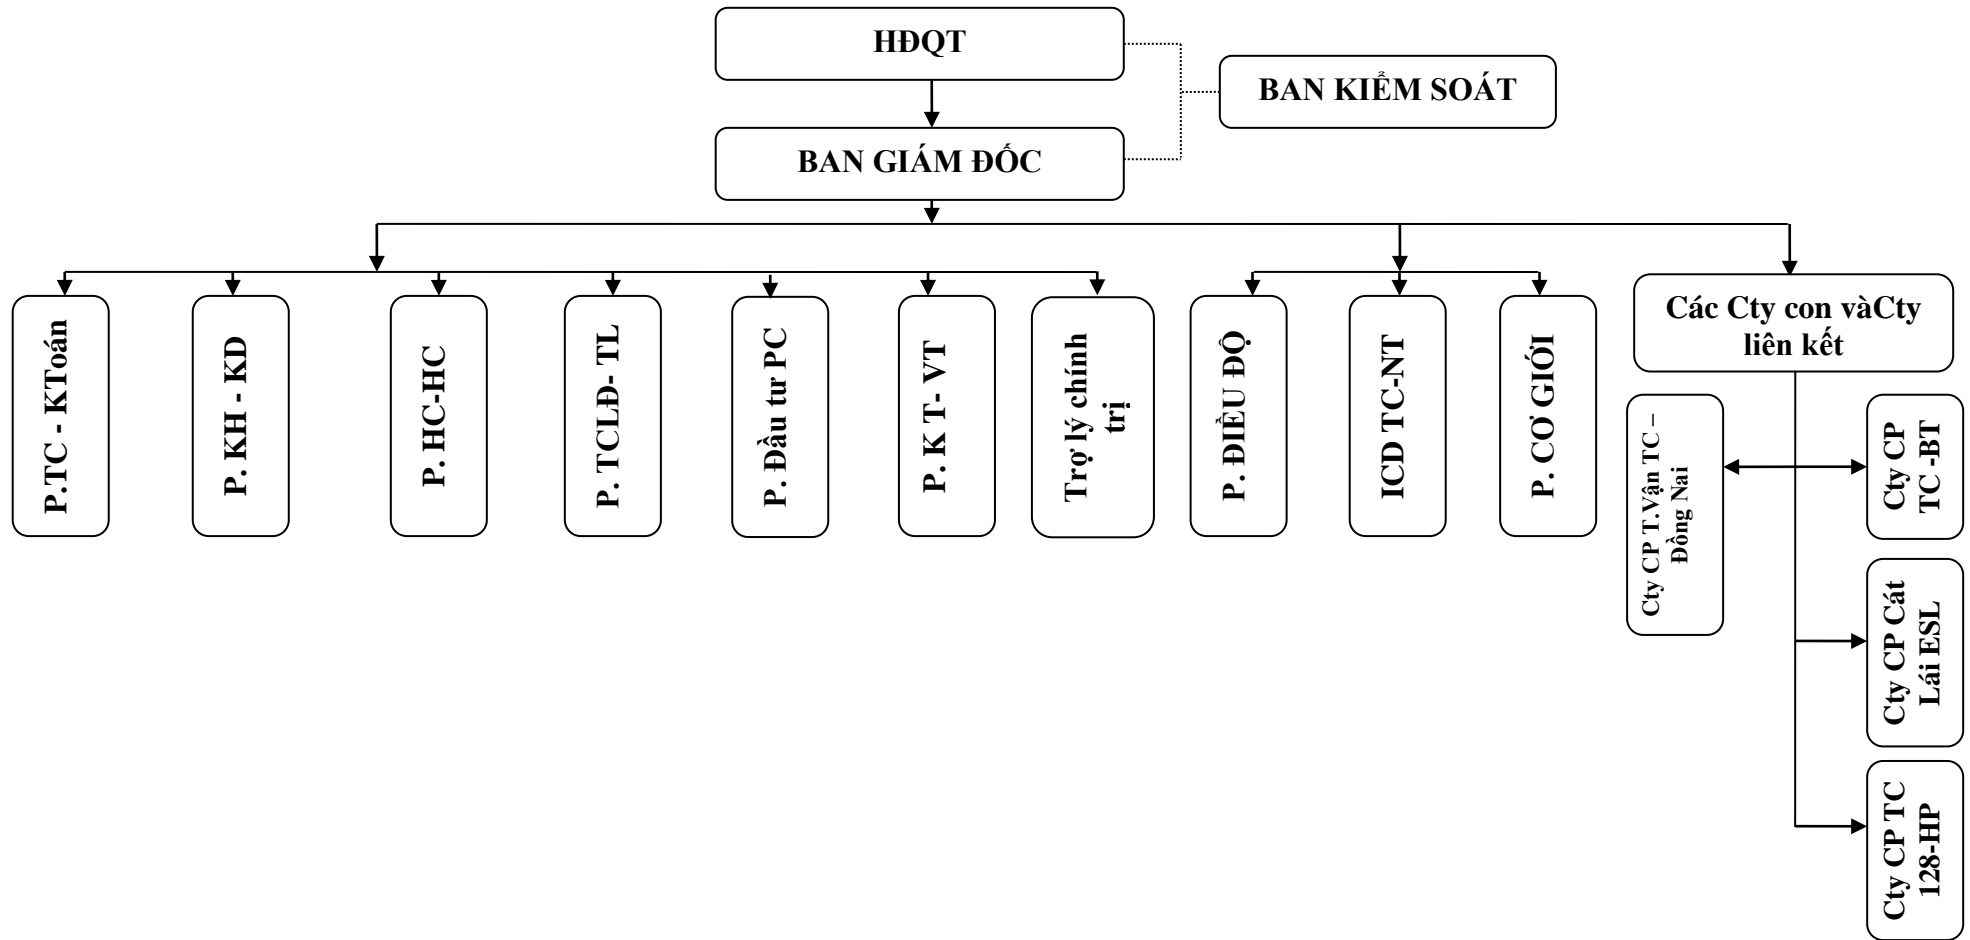 HĐQT
BAN KIỂM SOÁT
BAN GIÁM ĐỐC
P.TC - KToán
P. KH - KD
P. HC-HC
P. TCLĐ- TL
P. Đầu tư PC
P. K T- VT
Trợ lý chính
trị
P. ĐIỀU ĐỘ
ICD TC-NT
P. CƠ GIỚI
Các Cty con vàCty
liên kết
Cty CP T.Vận TC –
Đồng Nai
Cty CP
TC -BT
Cty CP Cát
Lái ESL
Cty CP TC
128-HP